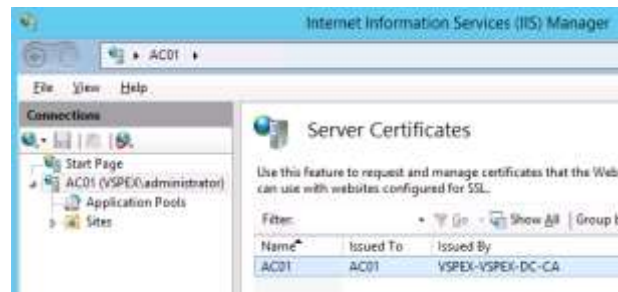 Internet Information Services (IIS) Manager
AC01
File View Help
Connections
Start Page
AC01 (VSPEX\administrator)
Application Pools
Sites
Server Certificates
Use this feature to request and manage certificates that the Web
can use with websites configured for SSL.
Filter: Go Show All Group b
Name Issued To Issued By
AC01 AC01 VSPEX-VSPEX-DC-CA